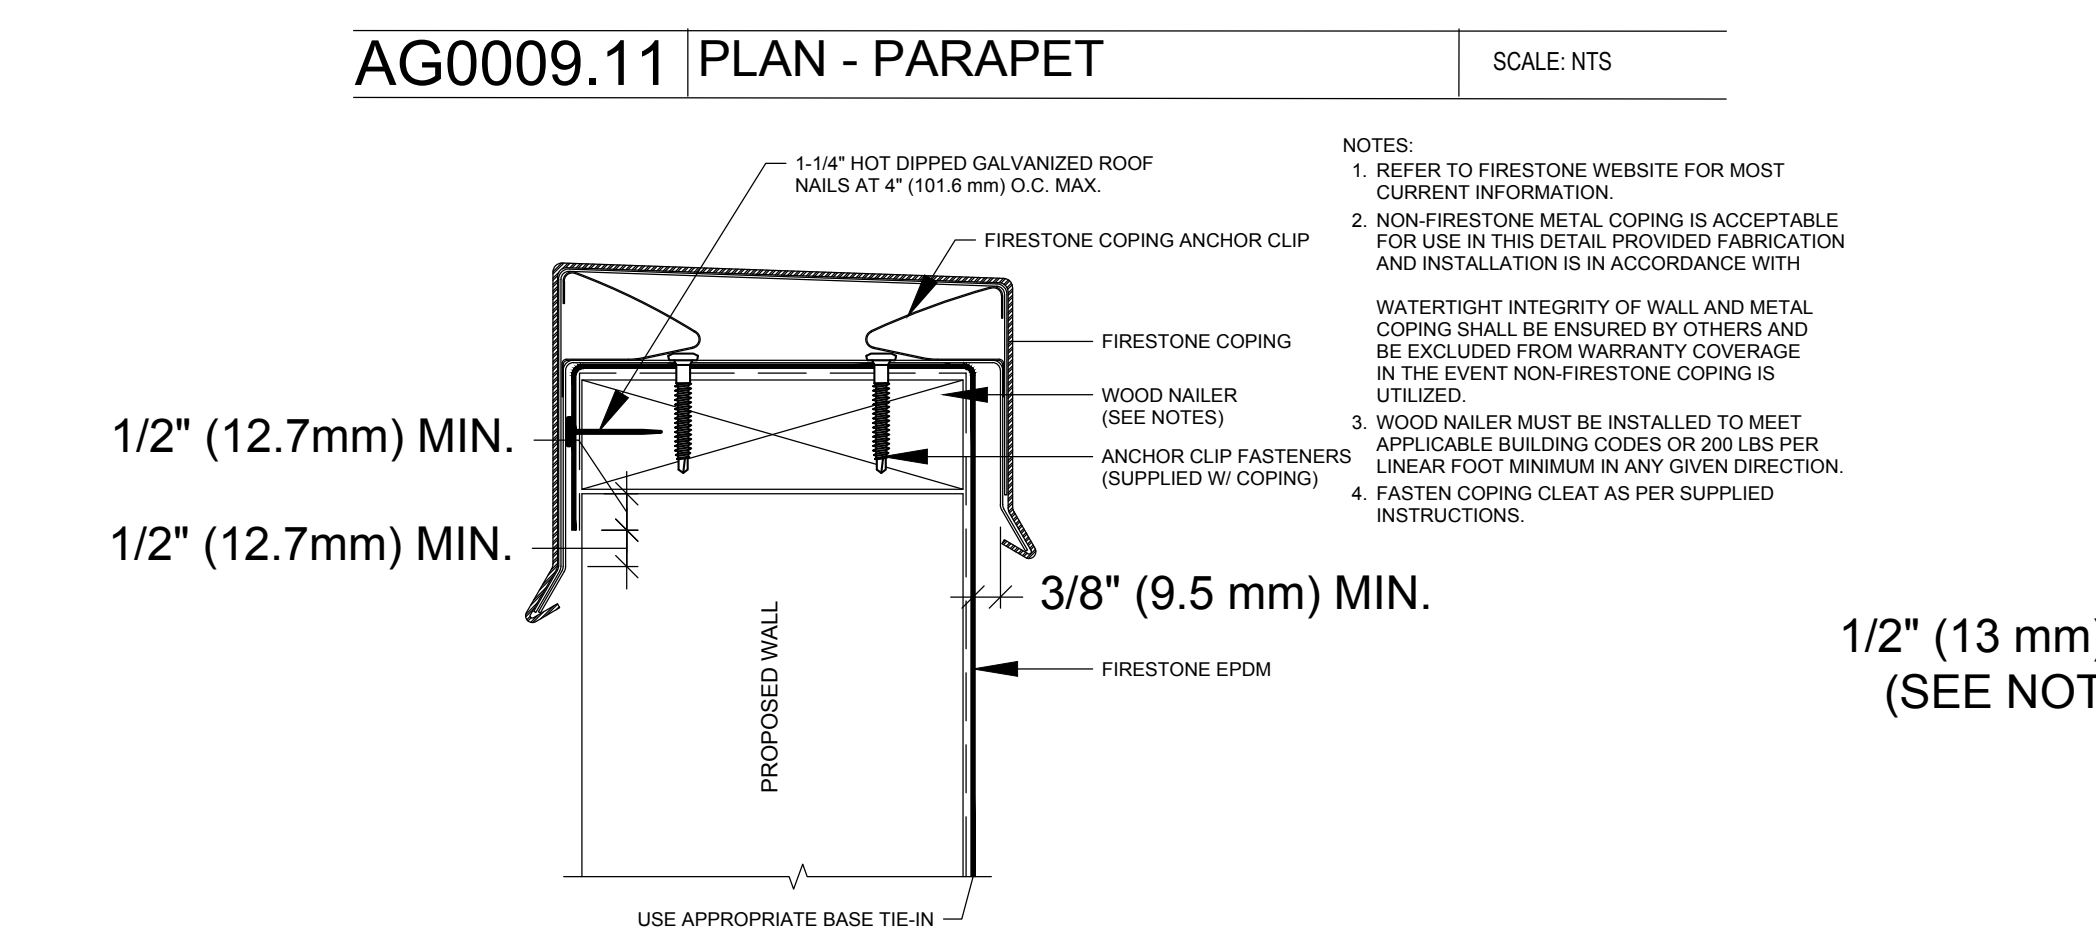 AG0009.11 PLAN - PARAPET SCALE: NTS
1-1/4" HOT DIPPED GALVANIZED ROOF
NAILS AT 4" (101.6 mm) O.C. MAX.
FIRESTONE COPING ANCHOR CLIP
FIRESTONE COPING
WOOD NAILER
(SEE NOTES)
ANCHOR CLIP FASTENERS
(SUPPLIED W/ COPING)
1/2" (12.7mm) MIN.
1/2" (12.7mm) MIN.
3/8" (9.5 mm) MIN.
FIRESTONE EPDM
PROPOSED WALL
USE APPROPRIATE BASE TIE-IN
NOTES:
1. REFER TO FIRESTONE WEBSITE FOR MOST
CURRENT INFORMATION.
2. NON-FIRESTONE METAL COPING IS ACCEPTABLE
FOR USE IN THIS DETAIL PROVIDED FABRICATION
AND INSTALLATION IS IN ACCORDANCE WITH
WATERTIGHT INTEGRITY OF WALL AND METAL
COPING SHALL BE ENSURED BY OTHERS AND
BE EXCLUDED FROM WARRANTY COVERAGE
IN THE EVENT NON-FIRESTONE COPING IS
UTILIZED.
3. WOOD NAILER MUST BE INSTALLED TO MEET
APPLICABLE BUILDING CODES OR 200 LBS PER
LINEAR FOOT MINIMUM IN ANY GIVEN DIRECTION.
4. FASTEN COPING CLEAT AS PER SUPPLIED
INSTRUCTIONS.
1/2" (13 mm)
(SEE NOT